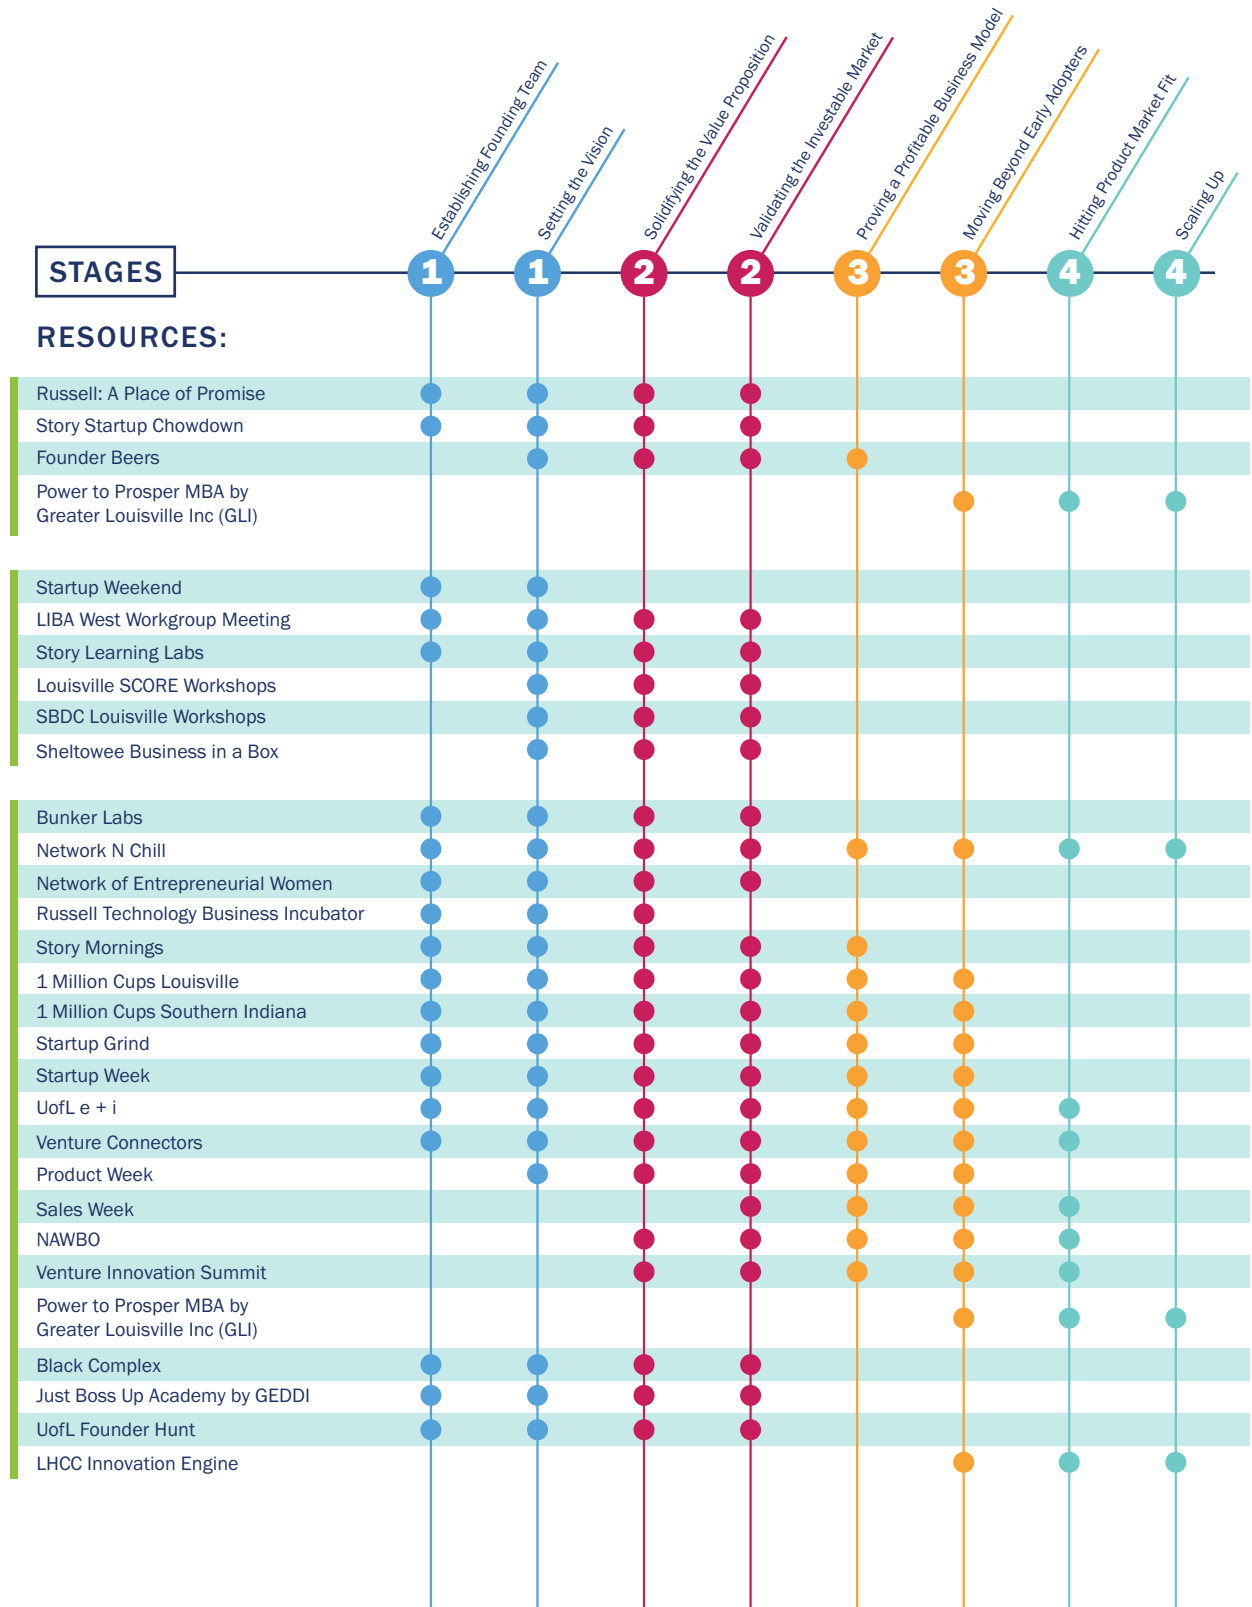 Establishing Founding Team
Setting the Vision
Solidifying the Value Proposition
Validating the Investable Market
Proving a Profitable Business Model
Moving Beyond Early Adopters
Hitting Product Market Fit
Scaling Up
STAGES
1
1
2
2
3
3
4
4
RESOURCES:
Russell: A Place of Promise
Story Startup Chowdown
Founder Beers
Power to Prosper MBA by
Greater Louisville Inc (GLI)
Startup Weekend
LIBA West Workgroup Meeting
Story Learning Labs
Louisville SCORE Workshops
SBDC Louisville Workshops
Sheltowee Business in a Box
Bunker Labs
Network N Chill
Network of Entrepreneurial Women
Russell Technology Business Incubator
Story Mornings
1 Million Cups Louisville
1 Million Cups Southern Indiana
Startup Grind
Startup Week
UofL e + i
Venture Connectors
Product Week
Sales Week
NAWBO
Venture Innovation Summit
Power to Prosper MBA by
Greater Louisville Inc (GLI)
Black Complex
Just Boss Up Academy by GEDDI
UofL Founder Hunt
LHCC Innovation Engine